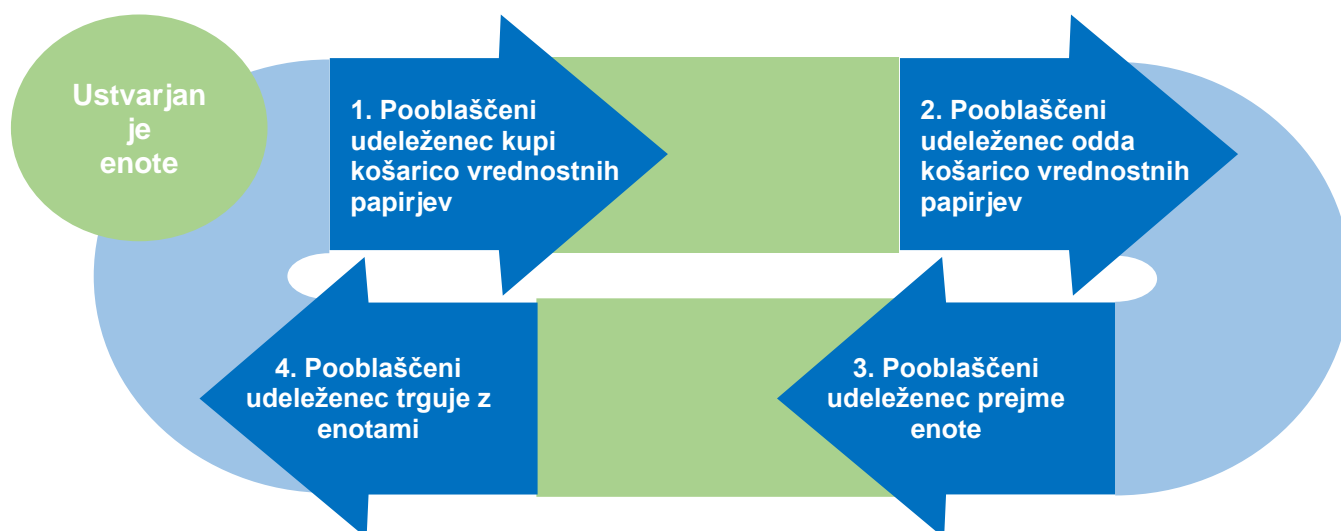 Ustvarjan
je
enote
1. Pooblaščeni
udeleženec kupi
košarico vrednostnih
papirjev
2. Pooblaščeni
udeleženec odda
košarico vrednostnih
papirjev
4. Pooblaščeni
udeleženec trguje z
enotami
3. Pooblaščeni
udeleženec prejme
enote